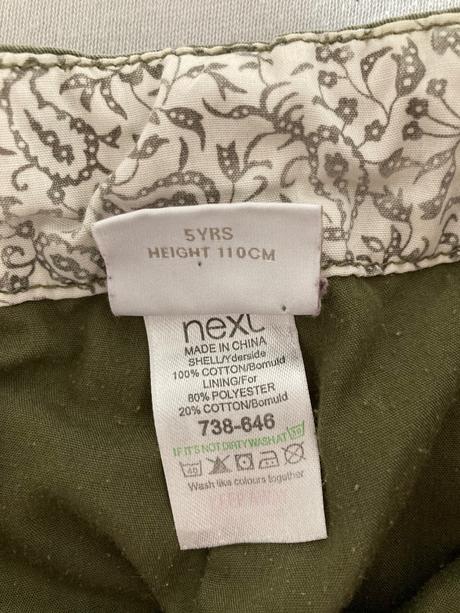 5YRS
HEIGHT 110CM
next
MADE IN CHINA
SHELL/Yderside
100% COTTON/Bomuld
LINING/For
80% POLYESTER
20% COTTON/Bomuld
738-646
IF IT'S NOT DIRTY WASH AT 30
40
Wash like colours together